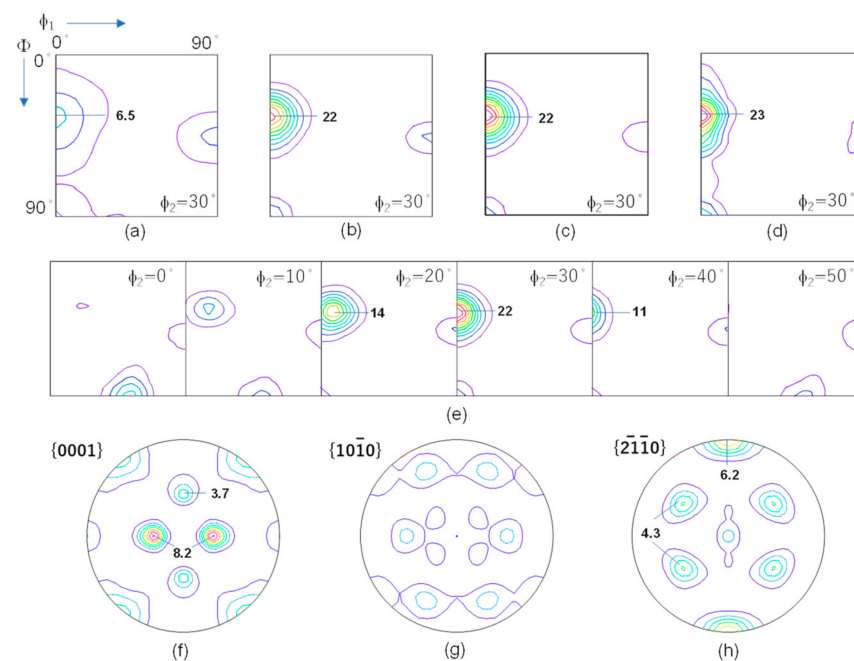 ϕ₁
0° 90°
Φ
0°
90°
6.5
ϕ₂=30°
(a)
22
ϕ₂=30°
(b)
22
ϕ₂=30°
(c)
23
ϕ₂=30°
(d)
ϕ₂=0° ϕ₂=10° ϕ₂=20° ϕ₂=30° ϕ₂=40° ϕ₂=50°
14 22 11
(e)
{0001} {101̄0} {21̄1̄0}
3.7
8.2
6.2
4.3
(f) (g) (h)